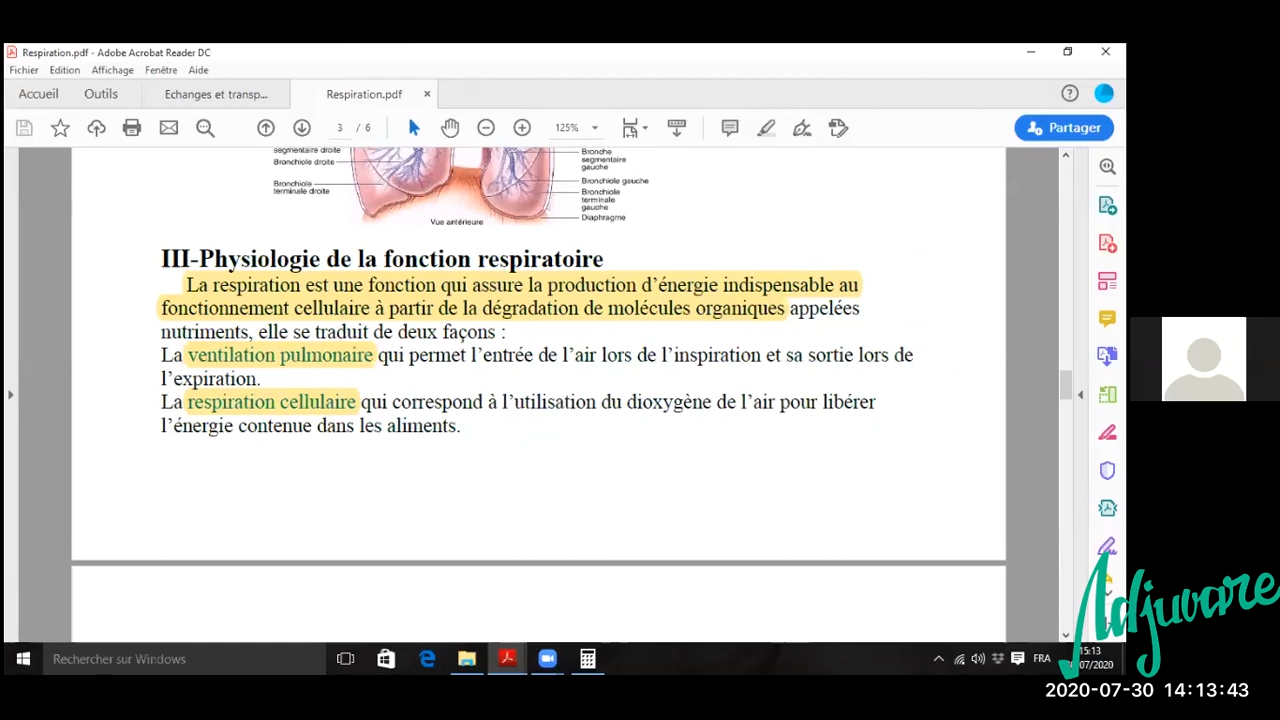 Respiration.pdf - Adobe Acrobat Reader DC
Fichier Edition Affichage Fenêtre Aide
Accueil Outils Echanges et transp... Respiration.pdf ×
3 / 6 125% Partager
segmentaire droite
Bronchiole droite
Bronchiole
terminale droite
Bronche
segmentaire
gauche
Bronchiole gauche
Bronchiole
terminale
gauche
Diaphragme
Vue antérieure
III-Physiologie de la fonction respiratoire
La respiration est une fonction qui assure la production d’énergie indispensable au
fonctionnement cellulaire à partir de la dégradation de molécules organiques appelées
nutriments, elle se traduit de deux façons :
La ventilation pulmonaire qui permet l’entrée de l’air lors de l’inspiration et sa sortie lors de
l’expiration.
La respiration cellulaire qui correspond à l’utilisation du dioxygène de l’air pour libérer
l’énergie contenue dans les aliments.
Adjuvare
Rechercher sur Windows
FRA
15:13
/07/2020
2020-07-30 14:13:43